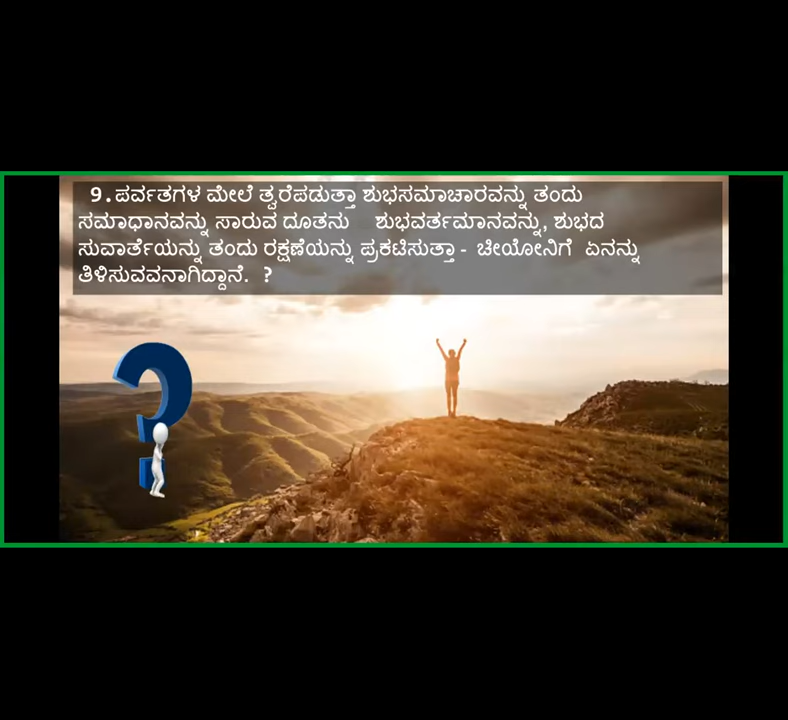 9.ಪರ್ವತಗಳ ಮೇಲೆ ತ್ವರೆಪಡುತ್ತಾ ಶುಭಸಮಾಚಾರವನ್ನು ತಂದು
ಸಮಾಧಾನವನ್ನು ಸಾರುವ ದೂತನು ಶುಭವರ್ತಮಾನವನ್ನು, ಶುಭದ
ಸುವಾರ್ತೆಯನ್ನು ತಂದು ರಕ್ಷಣೆಯನ್ನು ಪ್ರಕಟಿಸುತ್ತಾ - ಚೀಯೋನಿಗೆ ಏನನ್ನು
ತಿಳಿಸುವವನಾಗಿದ್ದಾನೆ. ?